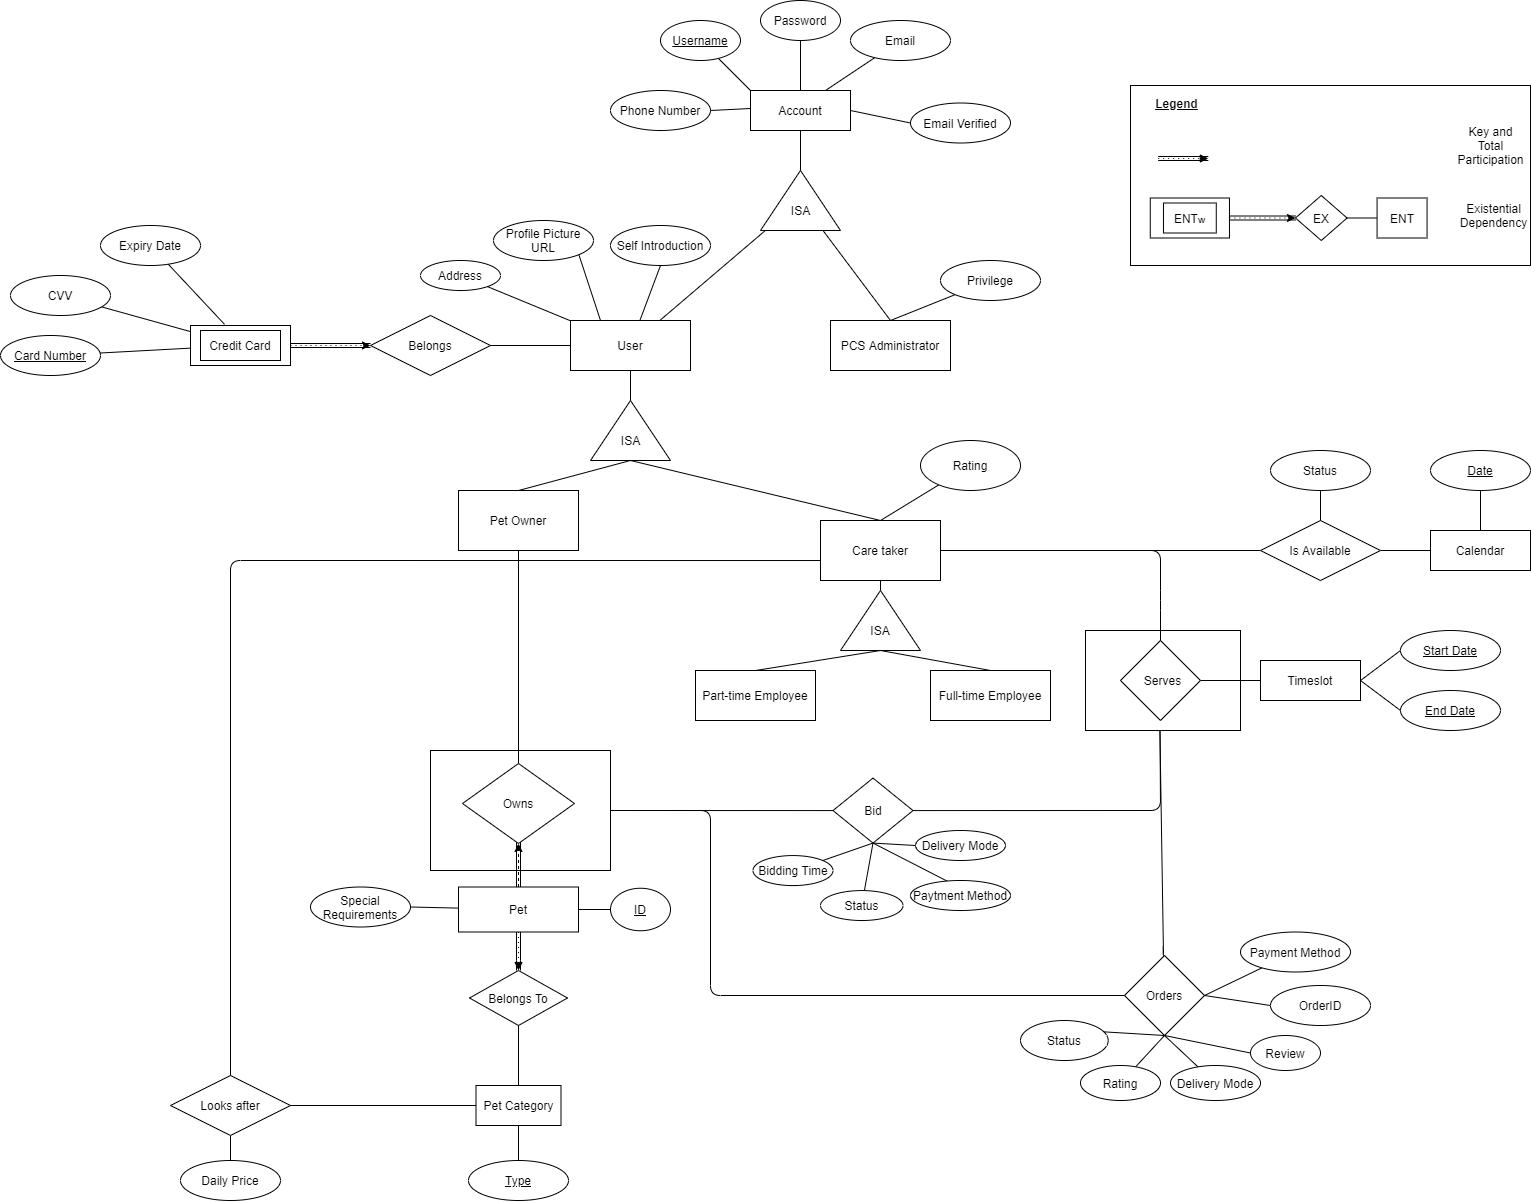 Password
Username
Email
Phone Number
Account
Email Verified
Legend
Key and
Total
Participation
ISA
ENTw
EX
ENT
Existential
Dependency
Expiry Date
Profile Picture
URL
Self Introduction
Address
Privilege
CVV
Card Number
Credit Card
Belongs
User
PCS Administrator
ISA
Rating
Status
Date
Pet Owner
Care taker
Is Available
Calendar
ISA
Start Date
Part-time Employee
Full-time Employee
Serves
Timeslot
End Date
Owns
Bid
Delivery Mode
Bidding Time
Paytment Method
Status
Special
Requirements
Pet
ID
Payment Method
Belongs To
Orders
OrderID
Status
Review
Rating
Delivery Mode
Looks after
Pet Category
Daily Price
Type